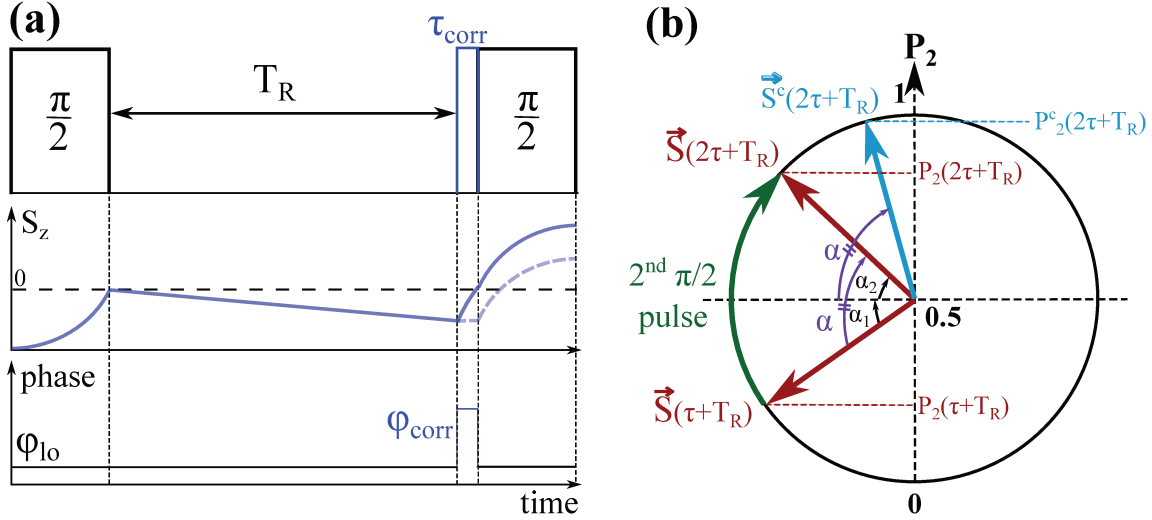 (a)
τcorr
π/2
TR
π/2
Sz
0
phase
φcorr
φlo
time
(b)
P2
1
S⃗ᶜ(2τ+TR)
Pᶜ2(2τ+TR)
S⃗(2τ+TR)
P2(2τ+TR)
2nd π/2
pulse
α
α2
α1
α
0.5
S⃗(τ+TR)
P2(τ+TR)
0